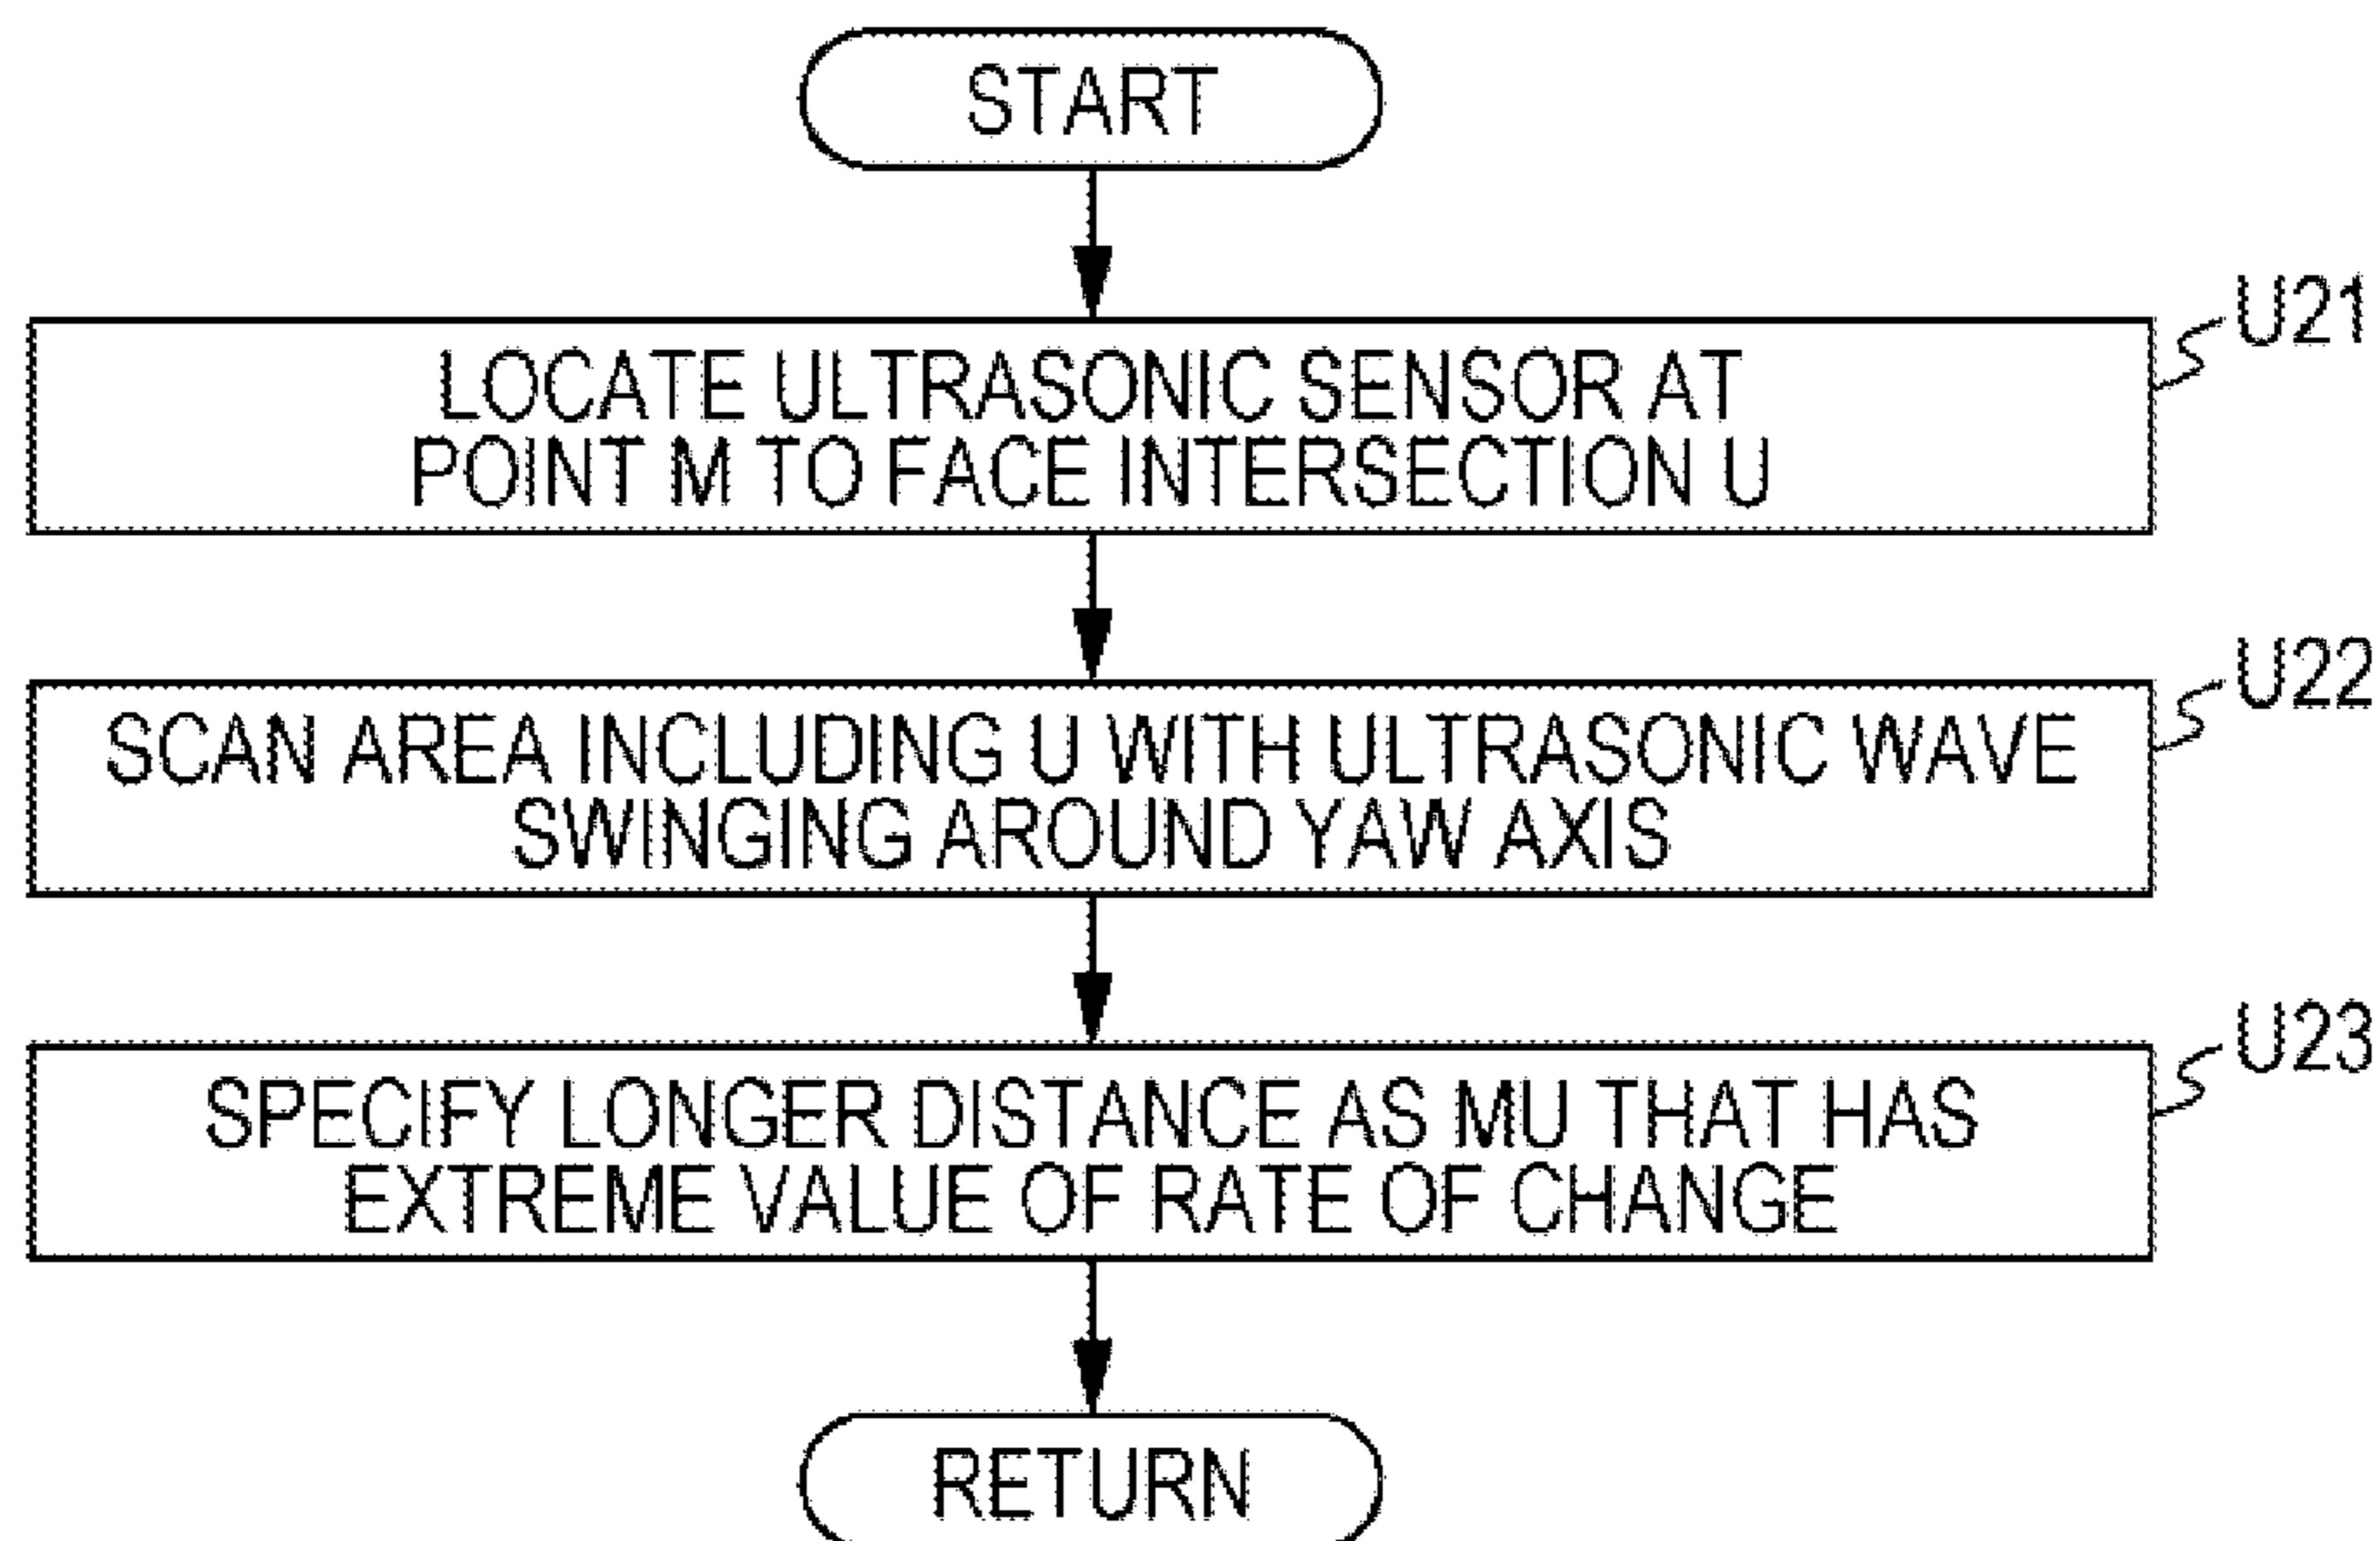 START
U21
LOCATE ULTRASONIC SENSOR AT
POINT M TO FACE INTERSECTION U
U22
SCAN AREA INCLUDING U WITH ULTRASONIC WAVE
SWINGING AROUND YAW AXIS
U23
SPECIFY LONGER DISTANCE AS MU THAT HAS
EXTREME VALUE OF RATE OF CHANGE
RETURN